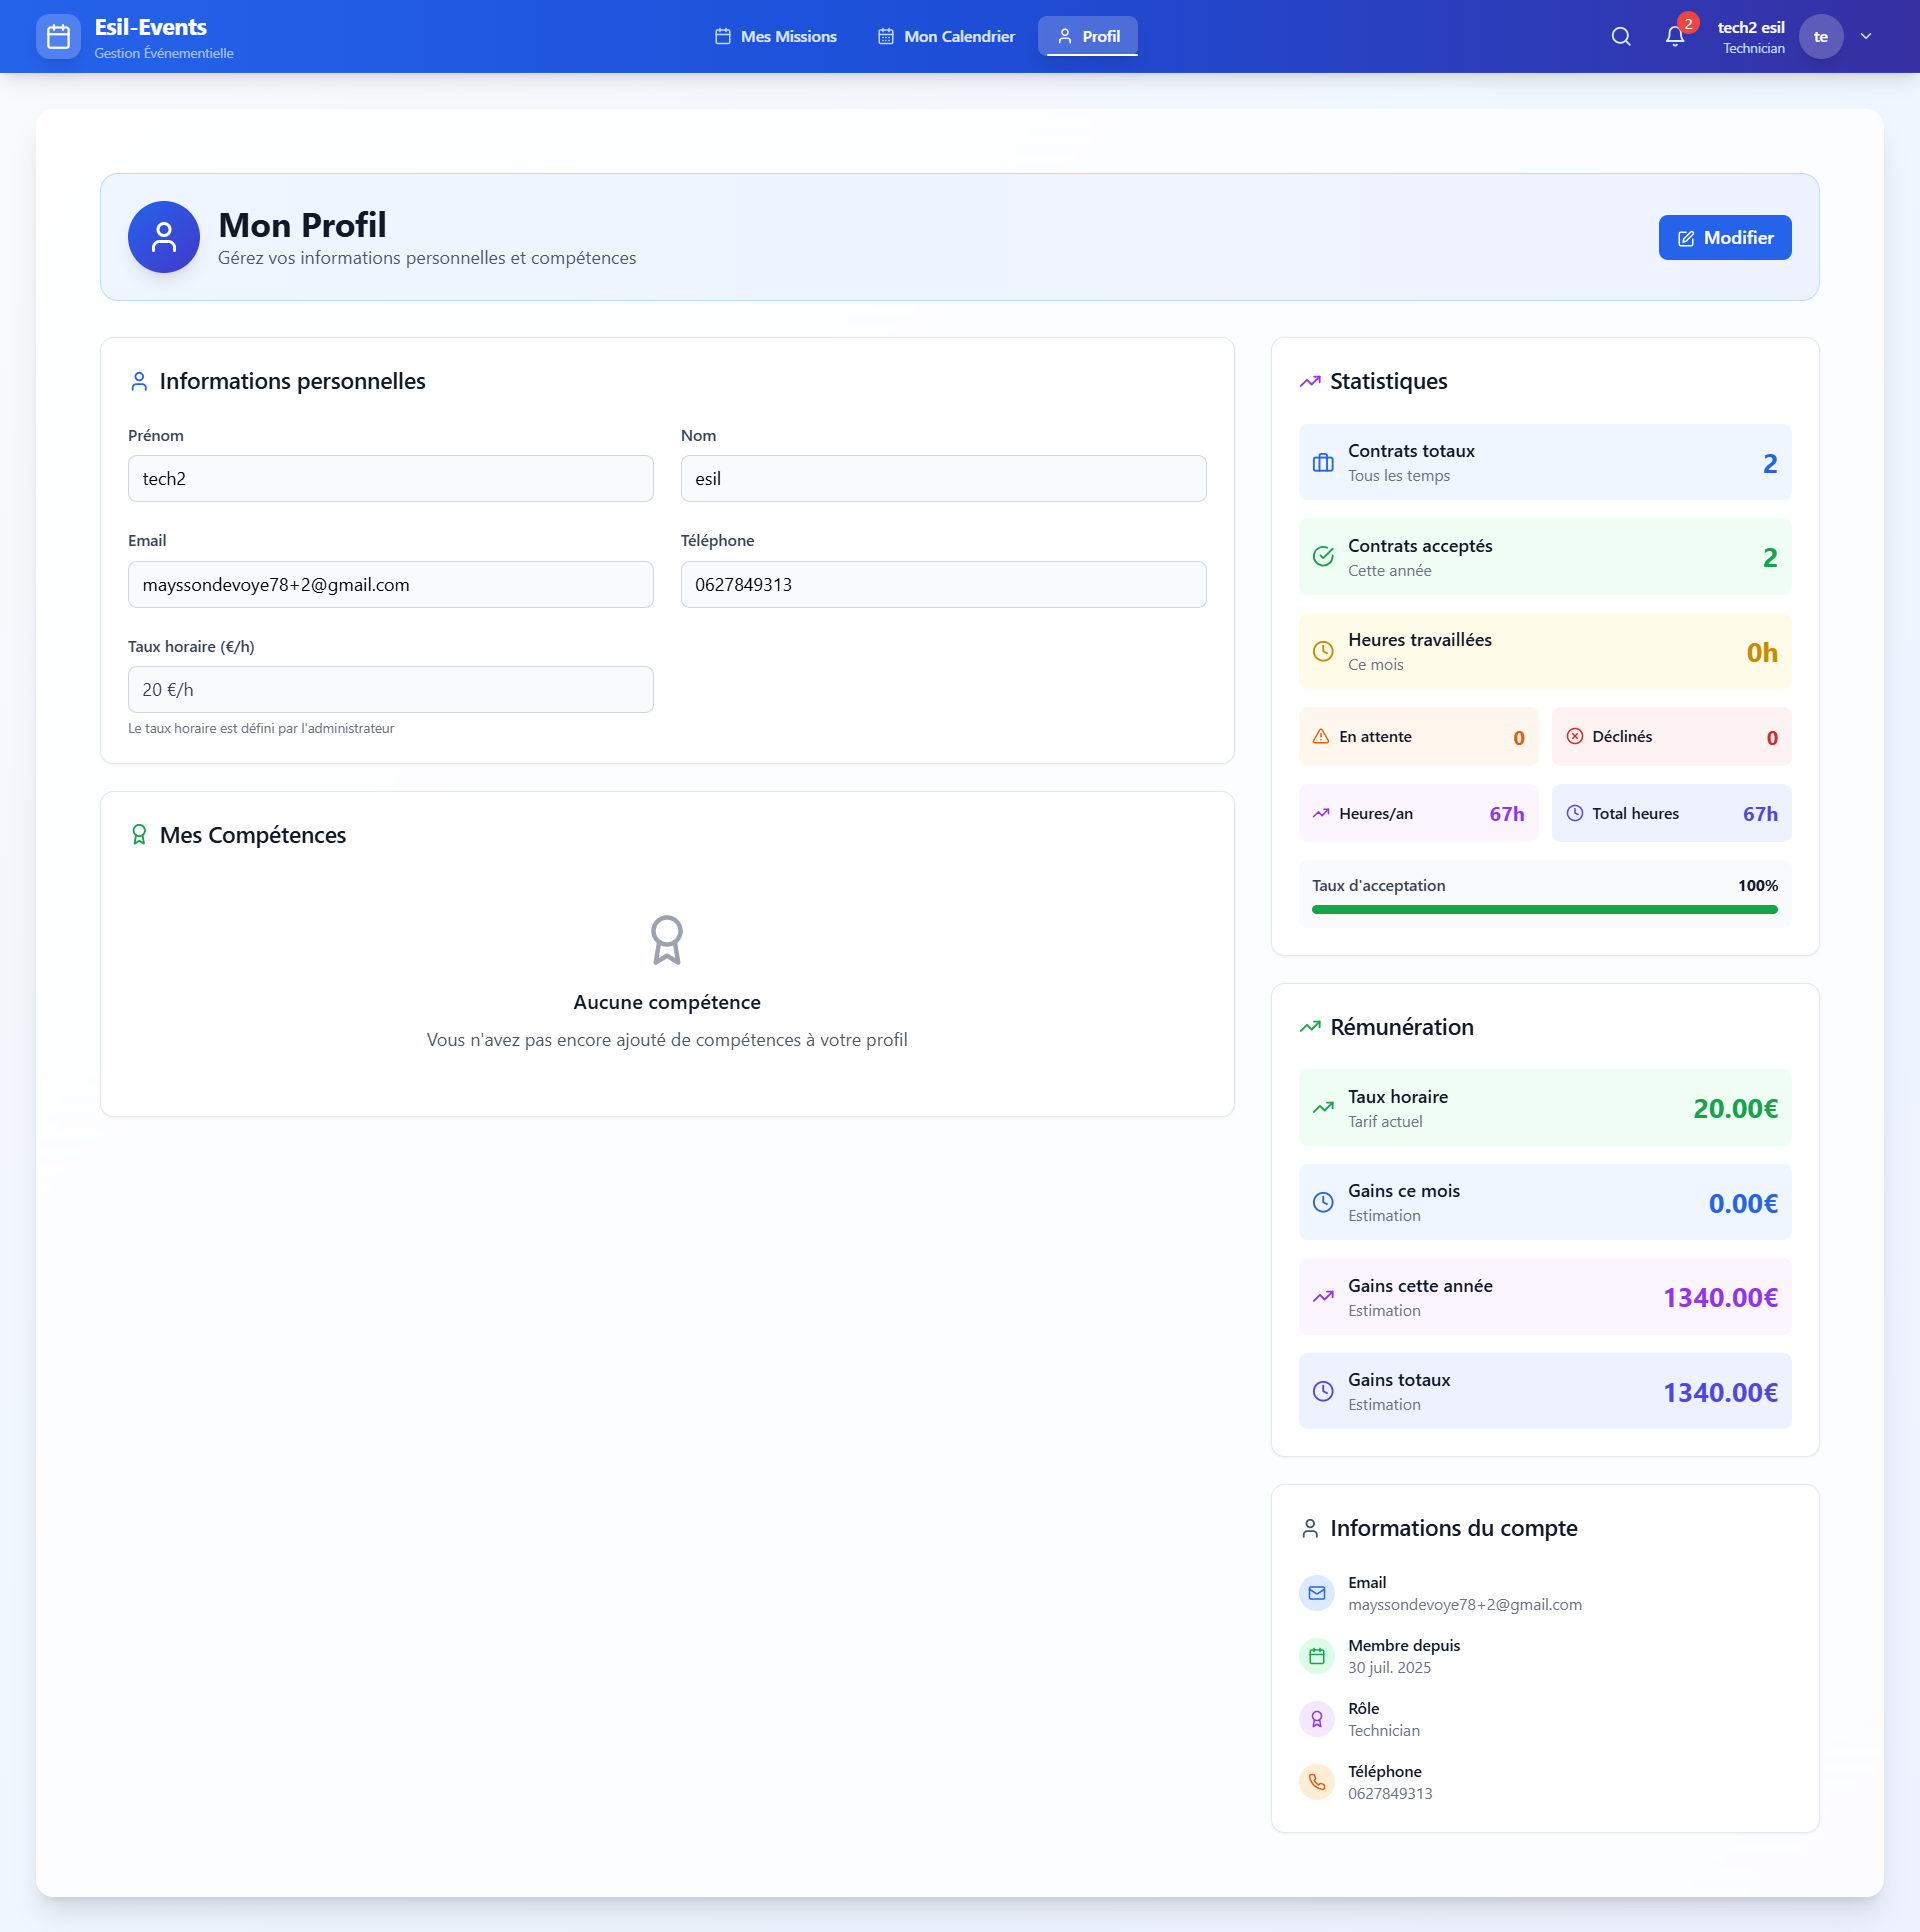 Esil-Events
Gestion Événementielle
Mes Missions
Mon Calendrier
Profil
2
tech2 esil
Technician
te
Mon Profil
Gérez vos informations personnelles et compétences
Modifier
Informations personnelles
Prénom
tech2
Nom
esil
Email
mayssondevoye78+2@gmail.com
Téléphone
0627849313
Taux horaire (€/h)
20 €/h
Le taux horaire est défini par l'administrateur
Mes Compétences
Aucune compétence
Vous n'avez pas encore ajouté de compétences à votre profil
Statistiques
Contrats totaux
Tous les temps
2
Contrats acceptés
Cette année
2
Heures travaillées
Ce mois
0h
En attente
0
Déclinés
0
Heures/an
67h
Total heures
67h
Taux d'acceptation
100%
Rémunération
Taux horaire
Tarif actuel
20.00€
Gains ce mois
Estimation
0.00€
Gains cette année
Estimation
1340.00€
Gains totaux
Estimation
1340.00€
Informations du compte
Email
mayssondevoye78+2@gmail.com
Membre depuis
30 juil. 2025
Rôle
Technician
Téléphone
0627849313